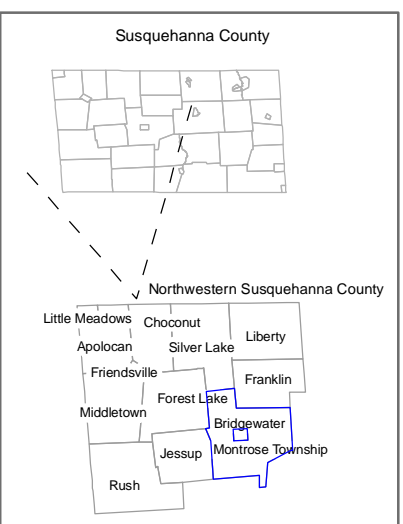 Susquehanna County
Northwestern Susquehanna County
Little Meadows
Choconut
Apolocan
Silver Lake
Liberty
Friendsville
Franklin
Forest Lake
Middletown
Bridgewater
Montrose Township
Jessup
Rush